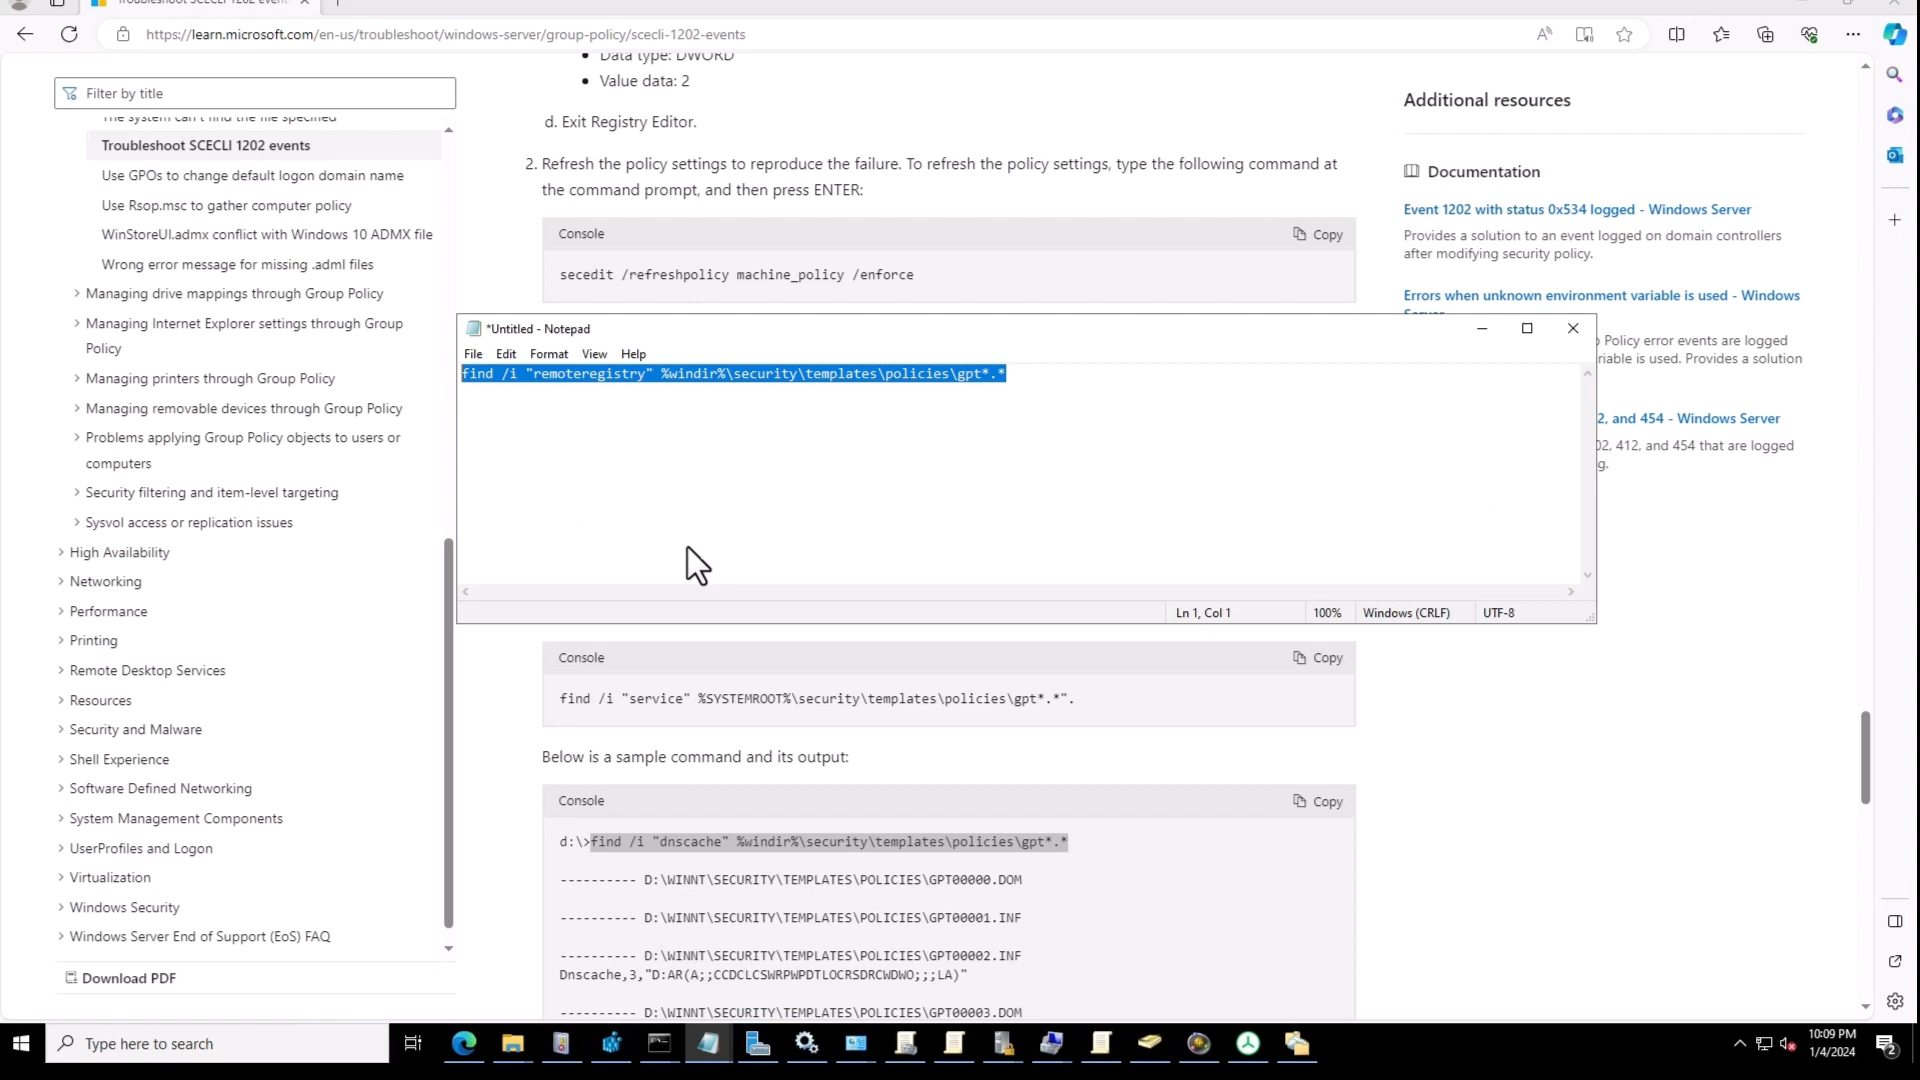 Troubleshoot SCECLI 1202 event
https://learn.microsoft.com/en-us/troubleshoot/windows-server/group-policy/scecli-1202-events
Filter by title
The system can't find the file specified
Troubleshoot SCECLI 1202 events
Use GPOs to change default logon domain name
Use Rsop.msc to gather computer policy
WinStoreUI.admx conflict with Windows 10 ADMX file
Wrong error message for missing .adml files
Managing drive mappings through Group Policy
Managing Internet Explorer settings through Group
Policy
Managing printers through Group Policy
Managing removable devices through Group Policy
Problems applying Group Policy objects to users or
computers
Security filtering and item-level targeting
Sysvol access or replication issues
High Availability
Networking
Performance
Printing
Remote Desktop Services
Resources
Security and Malware
Shell Experience
Software Defined Networking
System Management Components
UserProfiles and Logon
Virtualization
Windows Security
Windows Server End of Support (EoS) FAQ
Download PDF
Data type: DWORD
Value data: 2
d. Exit Registry Editor.
2. Refresh the policy settings to reproduce the failure. To refresh the policy settings, type the following command at
the command prompt, and then press ENTER:
Console
Copy
secedit /refreshpolicy machine_policy /enforce
*Untitled - Notepad
File Edit Format View Help
find /i "remoteregistry" %windir%\security\templates\policies\gpt*.*
Ln 1, Col 1
100%
Windows (CRLF)
UTF-8
Console
Copy
find /i "service" %SYSTEMROOT%\security\templates\policies\gpt*.*".
Below is a sample command and its output:
Console
Copy
d:\>find /i "dnscache" %windir%\security\templates\policies\gpt*.*
---------- D:\WINNT\SECURITY\TEMPLATES\POLICIES\GPT00000.DOM
---------- D:\WINNT\SECURITY\TEMPLATES\POLICIES\GPT00001.INF
---------- D:\WINNT\SECURITY\TEMPLATES\POLICIES\GPT00002.INF
Dnscache,3,"D:AR(A;;CCDCLCSWRPWPDTLOCRSDRCWDWO;;;LA)"
---------- D:\WINNT\SECURITY\TEMPLATES\POLICIES\GPT00003.DOM
Additional resources
Documentation
Event 1202 with status 0x534 logged - Windows Server
Provides a solution to an event logged on domain controllers
after modifying security policy.
Errors when unknown environment variable is used - Windows
Server
Policy error events are logged
riable is used. Provides a solution
2, and 454 - Windows Server
02, 412, and 454 that are logged
g.
Type here to search
10:09 PM
1/4/2024
2